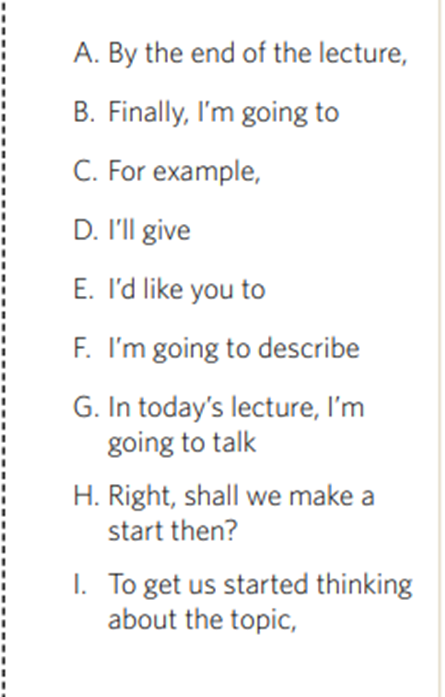 A. By the end of the lecture,
B. Finally, I'm going to
C. For example,
D. I'll give
E. I'd like you to
F. I'm going to describe
G. In today's lecture, I'm
going to talk
H. Right, shall we make a
start then?
I. To get us started thinking
about the topic,